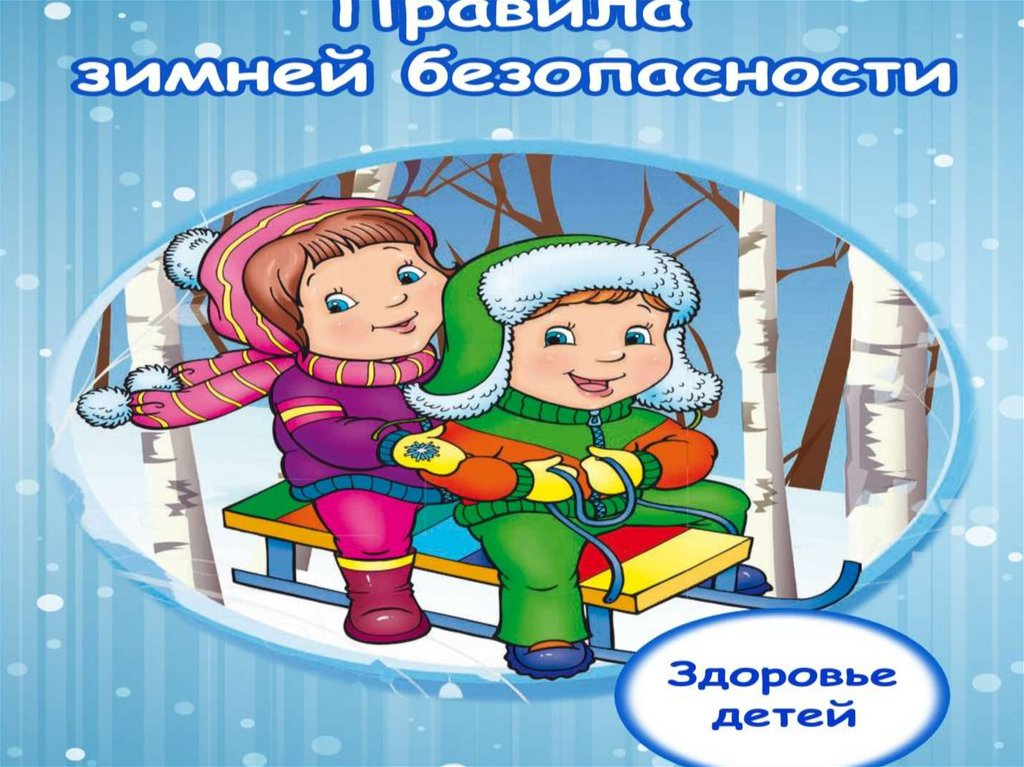 Правила
зимней безопасности
Здоровье
детей